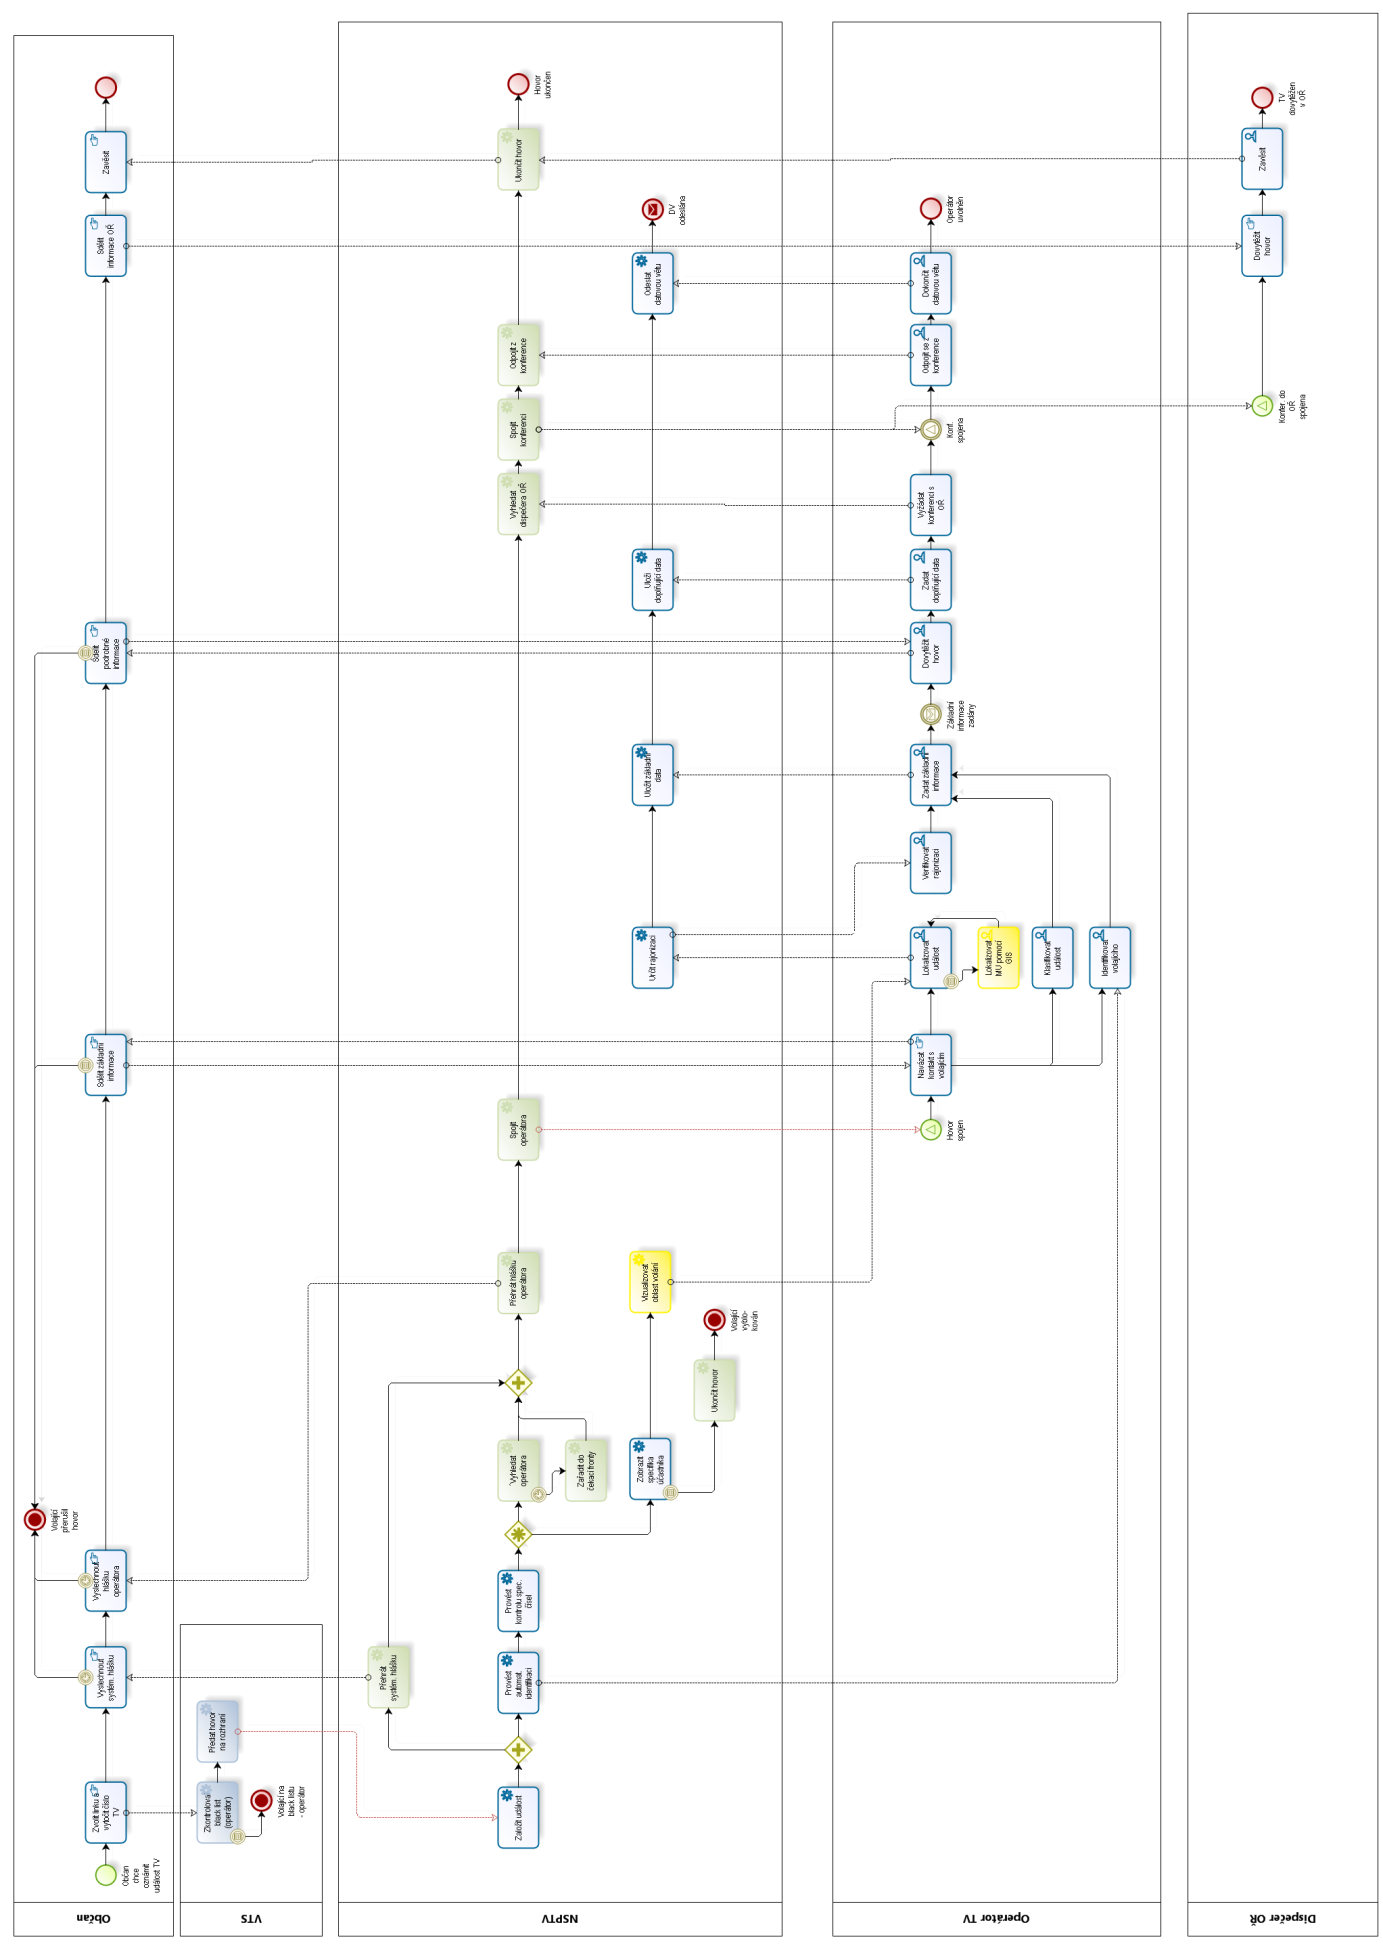 Občan
Občan
chce
oznámit
událost TV
Zvolit linku a
vytočit číslo
TV
Vyslechnout
systém. hlášku
Vyslechnout
hlášku
operátora
Volající
přerušil
hovor
Sdělit základní
informace
Sdělit
podrobné
informace
Sdělit
informace OŘ
Zavěsit
VTS
Zkontrolovat
black list
(operátor)
Volající na
black listu
- operátor
Předat hovor
na rozhraní
NSPTV
Založit událost
Přehrát
systém. hlášku
Provést
automat.
identifikaci
Provést
kontrolu spec.
čísel
Vyhledat
operátora
Zařadit do
čekací fronty
Zobrazit
specifika
účastníka
Ukončit hovor
Volající
vyblo-
kován
Vizualizovat
oblast volání
Přehrát hlášku
operátora
Spojit
operátora
Určit rajonizaci
Uložit základní
data
Uloži
doplňující data
Vyhledat
dispečera OŘ
Spojit
konferenci
Odpojit z
konference
Odeslat
datovou větu
DV
odeslána
Ukončit hovor
Hovor
ukončen
Operátor TV
Hovor
spojen
Navázat
kontakt s
volajícím
Lokalizovat
událost
Lokalizovat
MU pomocí
GIS
Klasifikovat
událost
Identifikovat
volajícího
Verifikovat
rajonizaci
Zadat základní
informace
Základní
informace
zadány
Dovytěžit
hovor
Zadat
doplňující data
Vyžádat
konferenci s
OŘ
Konf.
spojena
Odpojit se z
konference
Dokončit
datovou větu
Operátor
uvolněn
Dispečer OŘ
Konfer. do
OŘ
spojena
Dovytěžit
hovor
Zavěsit
TV
dovytěžen
v OŘ